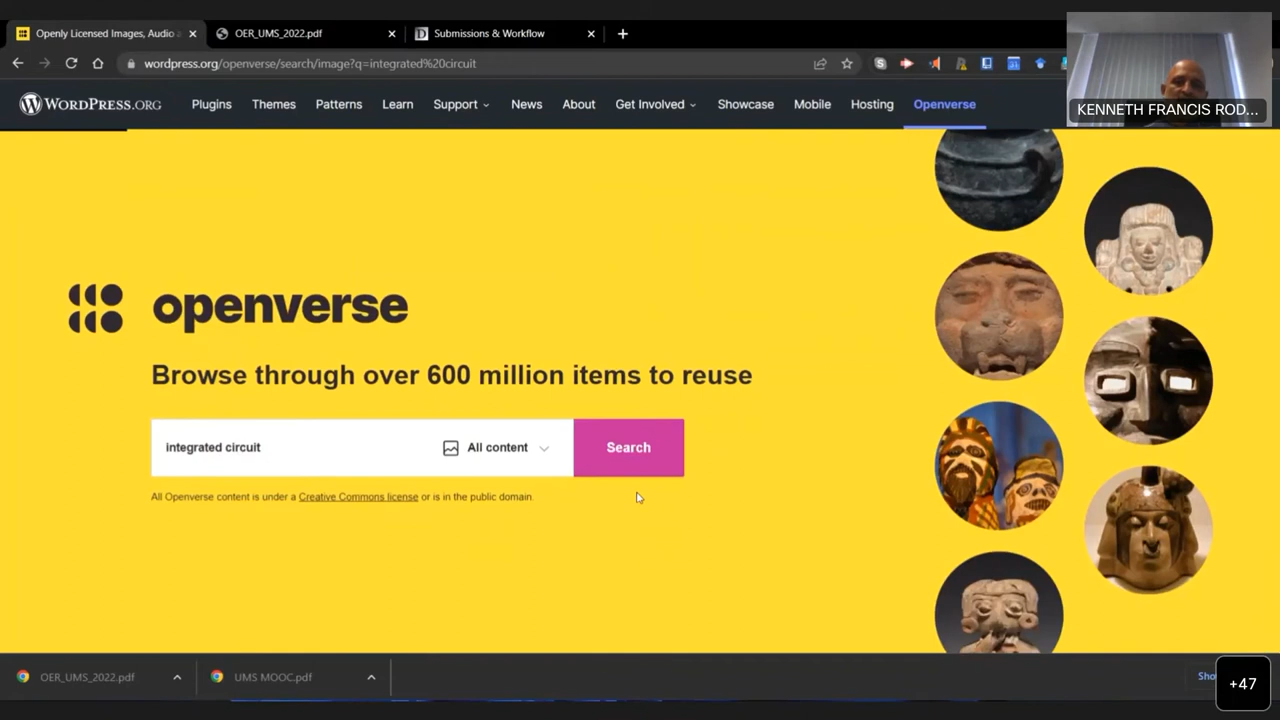 Openly Licensed Images, Audio a
OER_UMS_2022.pdf
Submissions & Workflow
wordpress.org/openverse/search/image?q=integrated%20circuit
WORDPRESS.ORG
Plugins
Themes
Patterns
Learn
Support
News
About
Get Involved
Showcase
Mobile
Hosting
Openverse
KENNETH FRANCIS ROD...
openverse
Browse through over 600 million items to reuse
integrated circuit
All content
Search
All Openverse content is under a Creative Commons license or is in the public domain.
OER_UMS_2022.pdf
UMS MOOC.pdf
Sho
+47